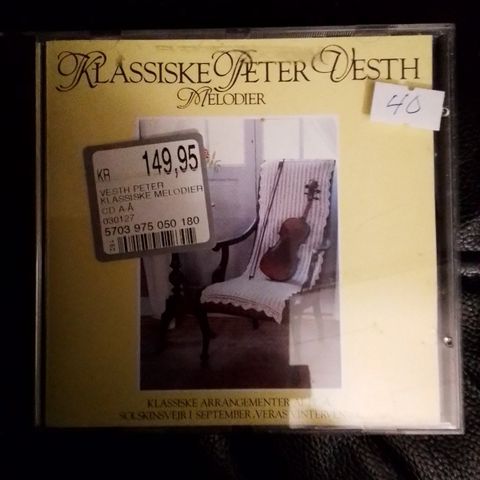 KLASSISKE PETER VESTH
MELODIER
40
KR 149,95
VESTH PETER
KLASSISKE MELODIER
CD A Å
030127
5703 975 050 180
KLASSISKE ARRANGEMENTER
SOLSKINSVEJR I SEPTEMBER, VERAS